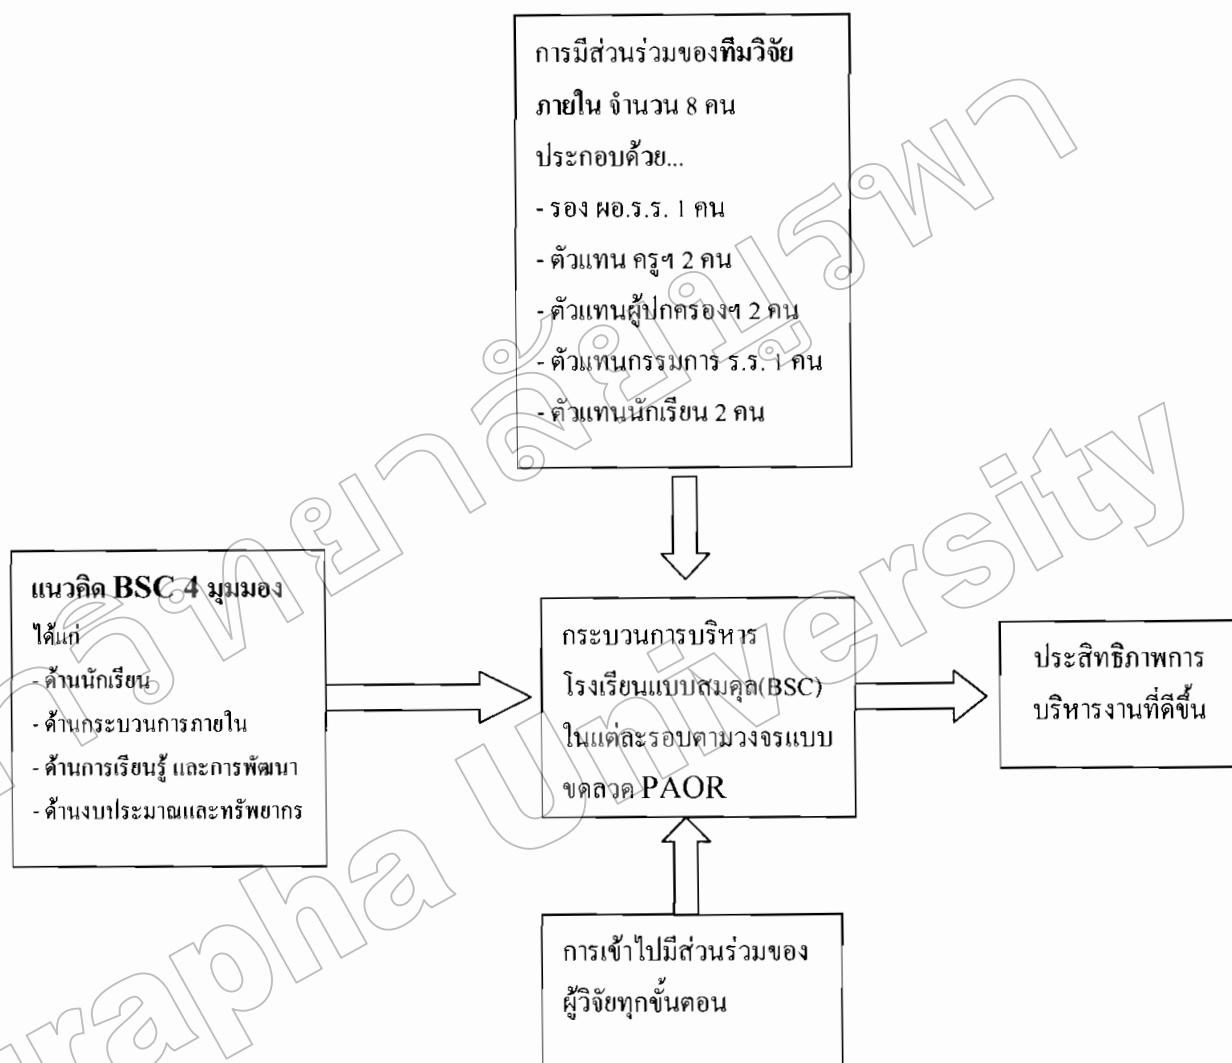 การมีส่วนร่วมของทีมวิจัย
ภายใน จำนวน 8 คน
ประกอบด้วย...
- รอง ผอ.ร.ร. 1 คน
- ตัวแทน ครูฯ 2 คน
- ตัวแทนผู้ปกครองฯ 2 คน
- ตัวแทนกรรมการ ร.ร. 1 คน
- ตัวแทนนักเรียน 2 คน
แนวคิด BSC 4 มุมมอง
ได้แก่
- ด้านนักเรียน
- ด้านกระบวนการภายใน
- ด้านการเรียนรู้ และการพัฒนา
- ด้านงบประมาณและทรัพยากร
กระบวนการบริหาร
โรงเรียนแบบสมดุล(BSC)
ในแต่ละรอบตามวงจรแบบ
ขดลวด PAOR
ประสิทธิภาพการ
บริหารงานที่ดีขึ้น
การเข้าไปมีส่วนร่วมของ
ผู้วิจัยทุกขั้นตอน
กวิทยาลัยบูรพา
urapha University